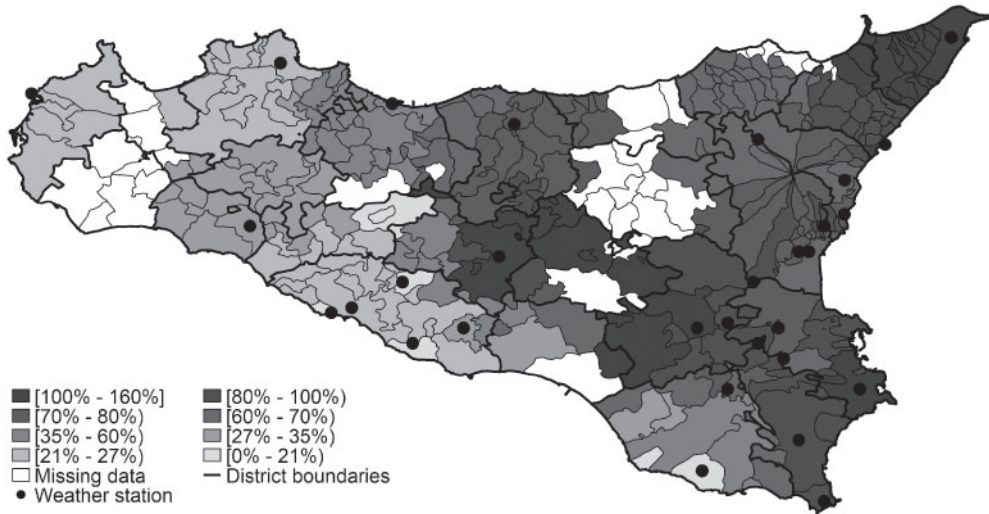 [100% - 160%] [80% - 100%)
[70% - 80%) [60% - 70%)
[35% - 60%) [27% - 35%)
[21% - 27%) [0% - 21%)
Missing data District boundaries
Weather station